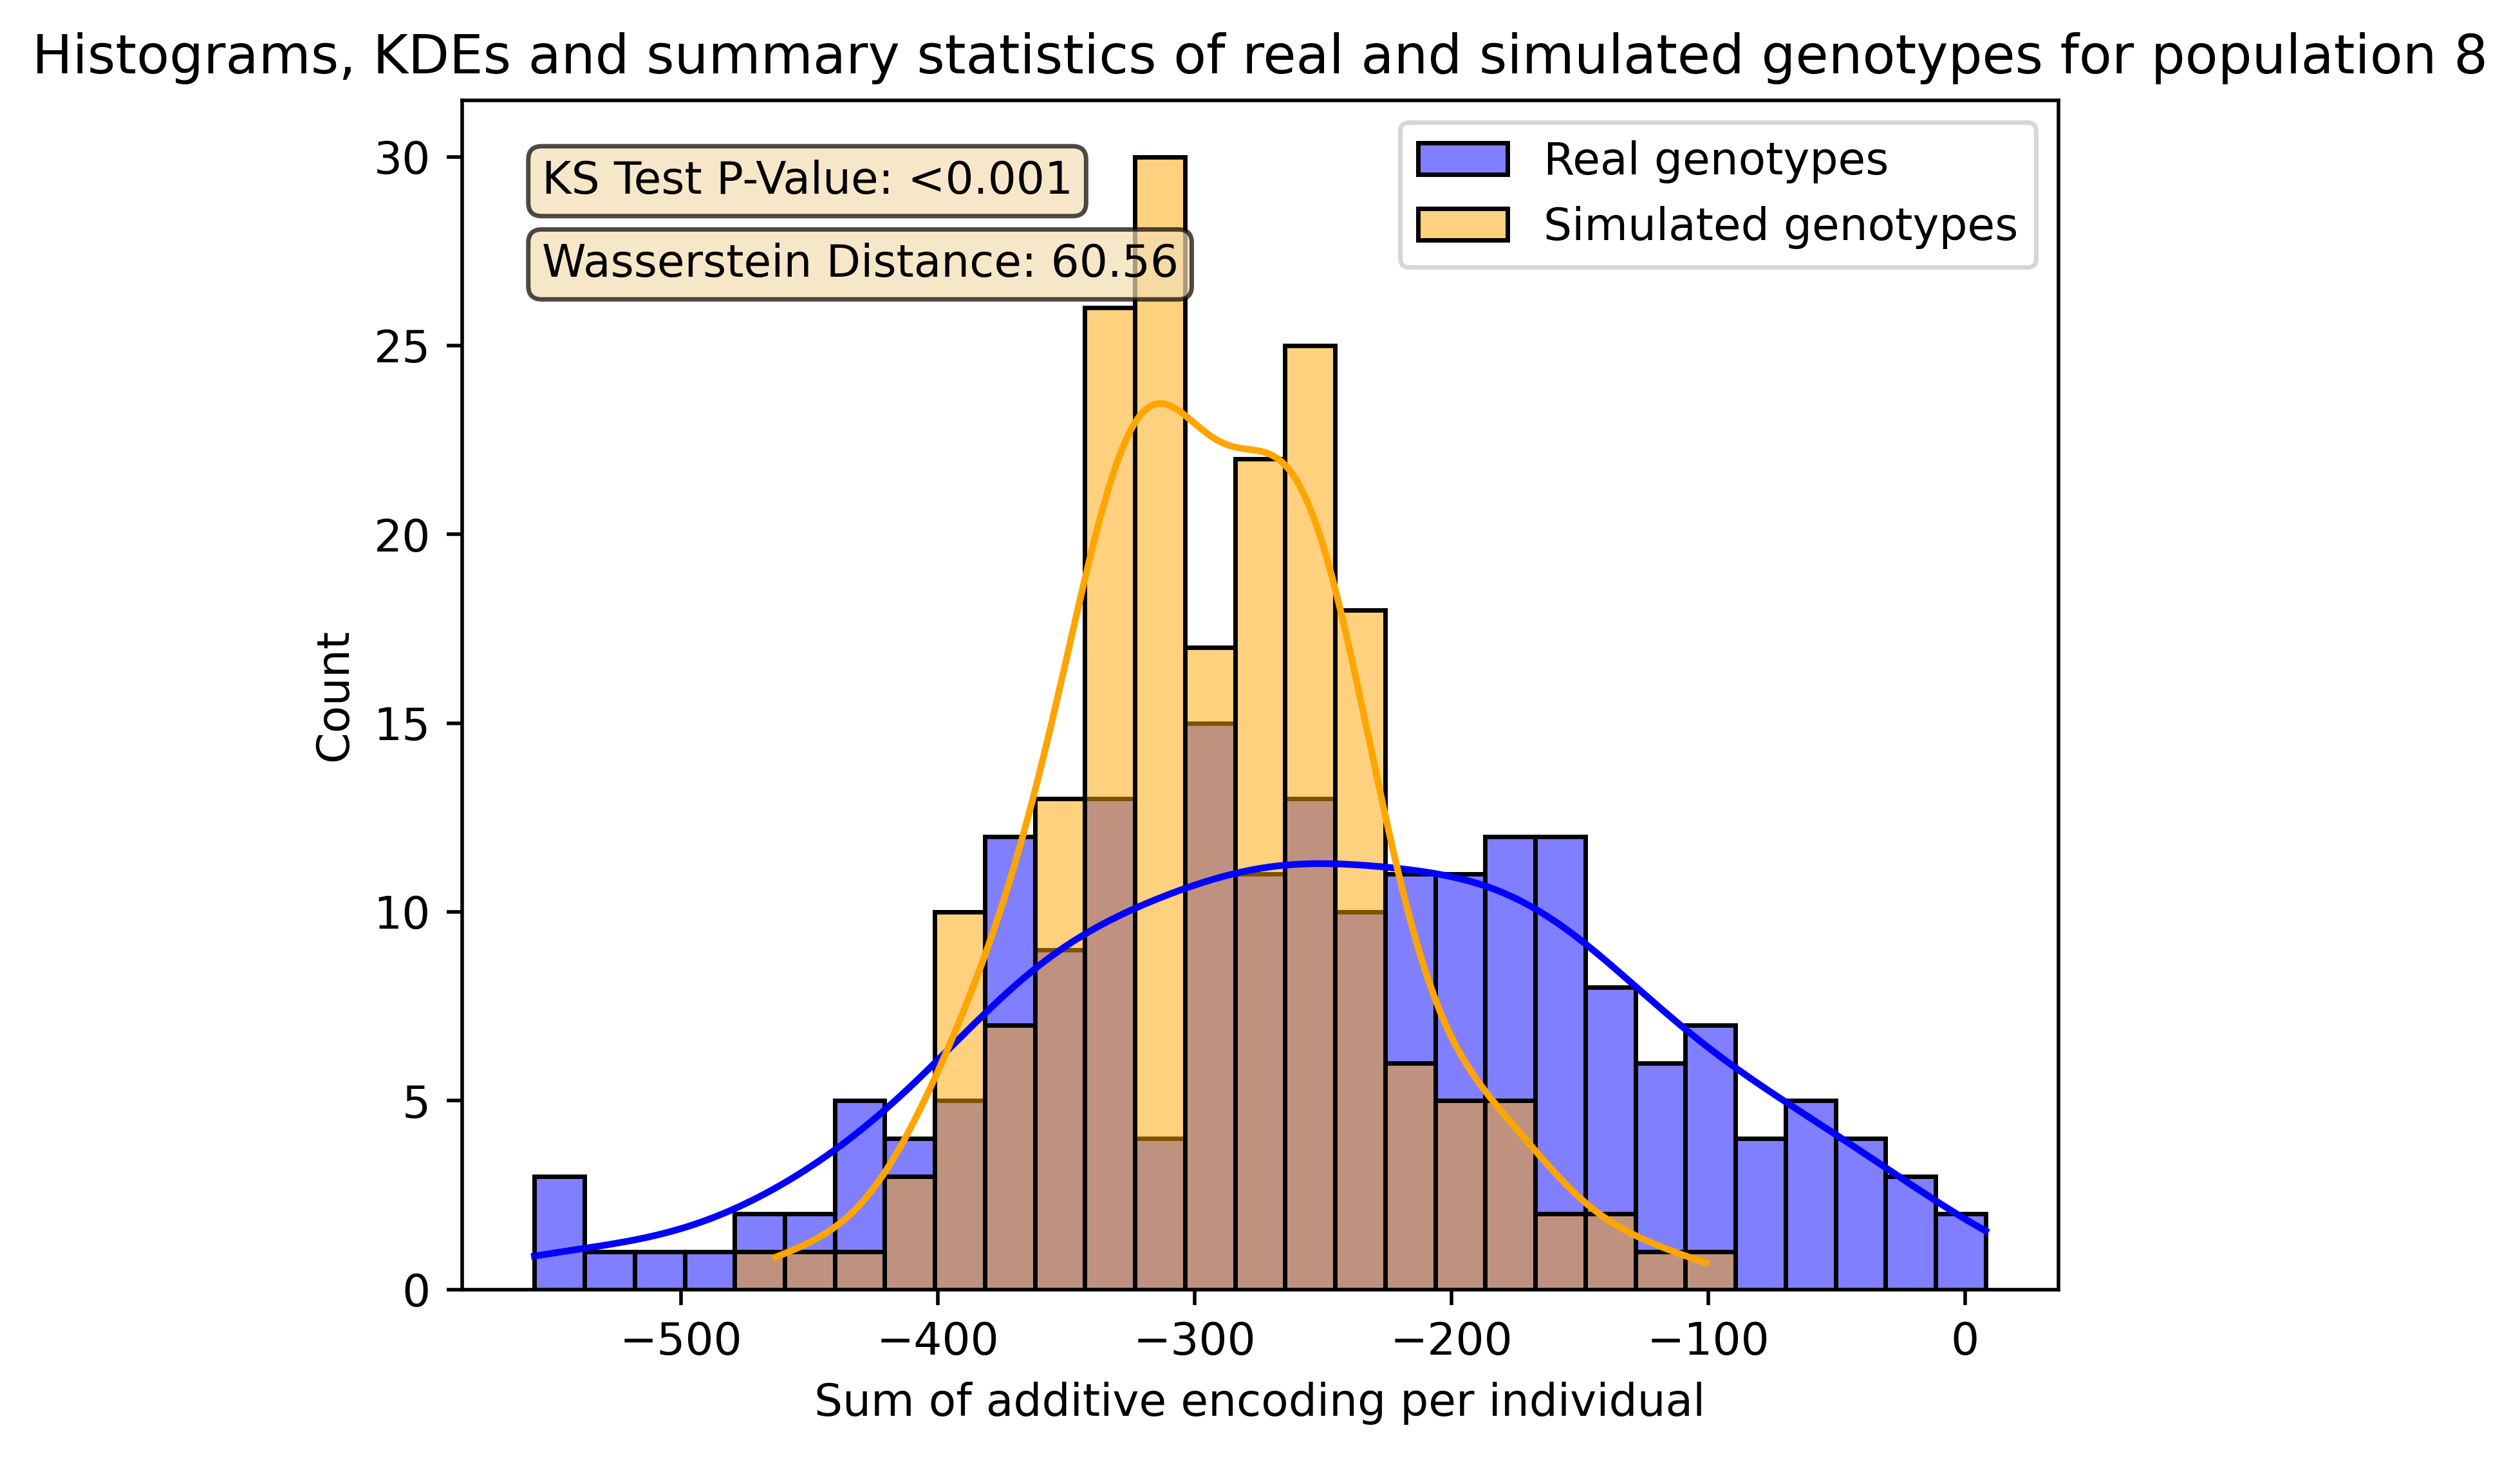 Histograms, KDEs and summary statistics of real and simulated genotypes for population 8
KS Test P-Value: <0.001
Wasserstein Distance: 60.56
Real genotypes
Simulated genotypes
Count
30
25
20
15
10
5
0
−500
−400
−300
−200
−100
0
Sum of additive encoding per individual